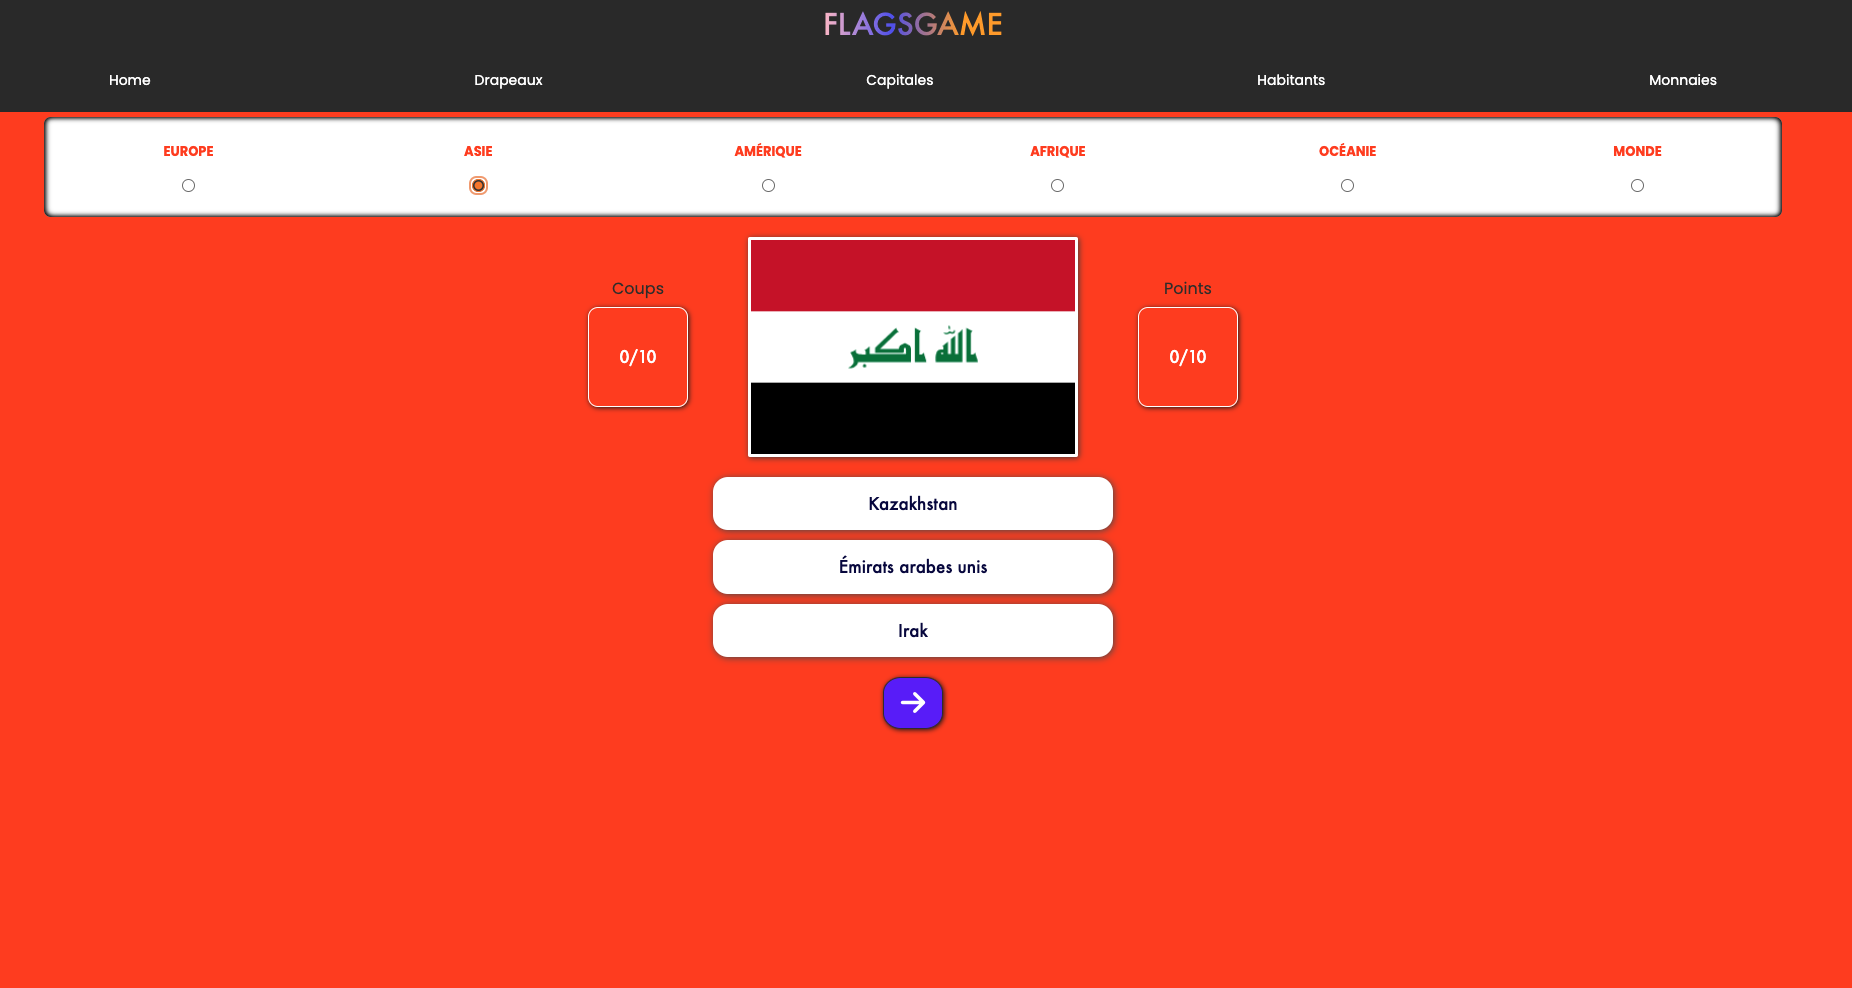 FLAGSGAME
Home Drapeaux Capitales Habitants Monnaies
EUROPE ASIE AMÉRIQUE AFRIQUE OCÉANIE MONDE
Coups
0/10
الله اكبر
Points
0/10
Kazakhstan
Émirats arabes unis
Irak